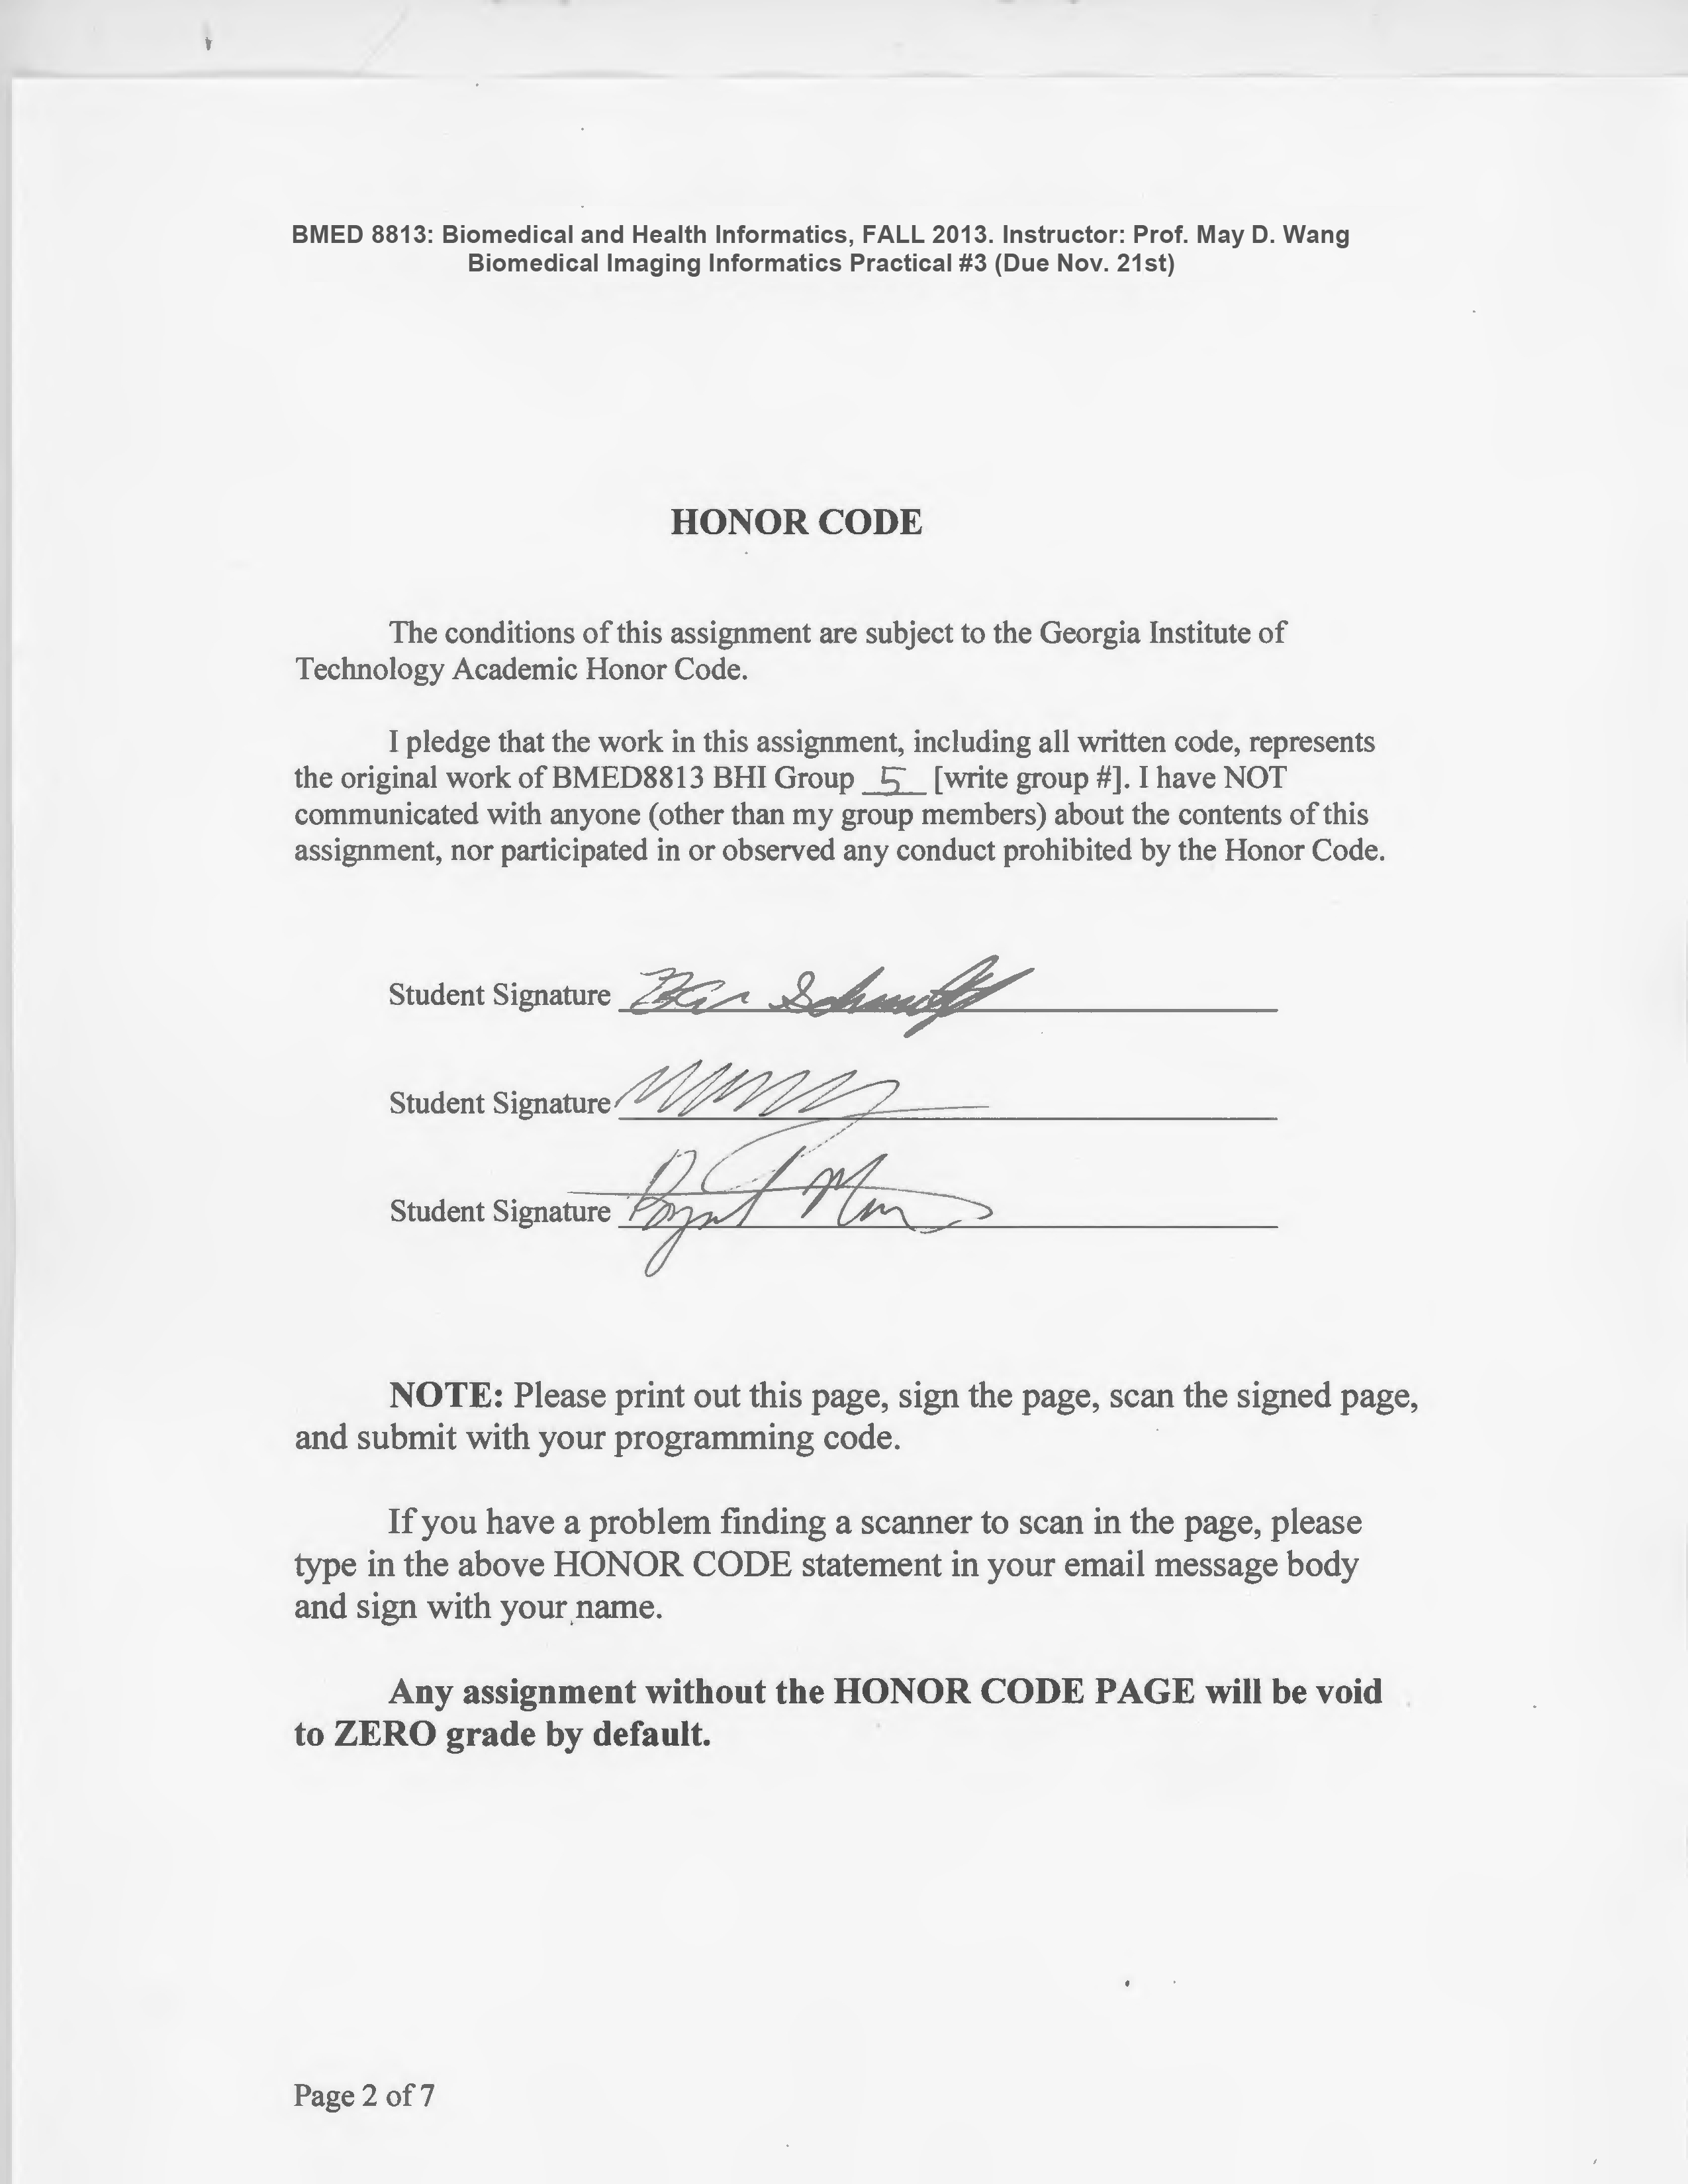 BMED 8813: Biomedical and Health Informatics, FALL 2013. Instructor: Prof. May D. Wang
Biomedical Imaging Informatics Practical #3 (Due Nov. 21st)
HONOR CODE
The conditions of this assignment are subject to the Georgia Institute of
Technology Academic Honor Code.
I pledge that the work in this assignment, including all written code, represents
the original work of BMED8813 BHI Group 5 [write group #]. I have NOT
communicated with anyone (other than my group members) about the contents of this
assignment, nor participated in or observed any conduct prohibited by the Honor Code.
Student Signature
Student Signature
Student Signature
NOTE: Please print out this page, sign the page, scan the signed page,
and submit with your programming code.
If you have a problem finding a scanner to scan in the page, please
type in the above HONOR CODE statement in your email message body
and sign with your name.
Any assignment without the HONOR CODE PAGE will be void
to ZERO grade by default.
Page 2 of 7